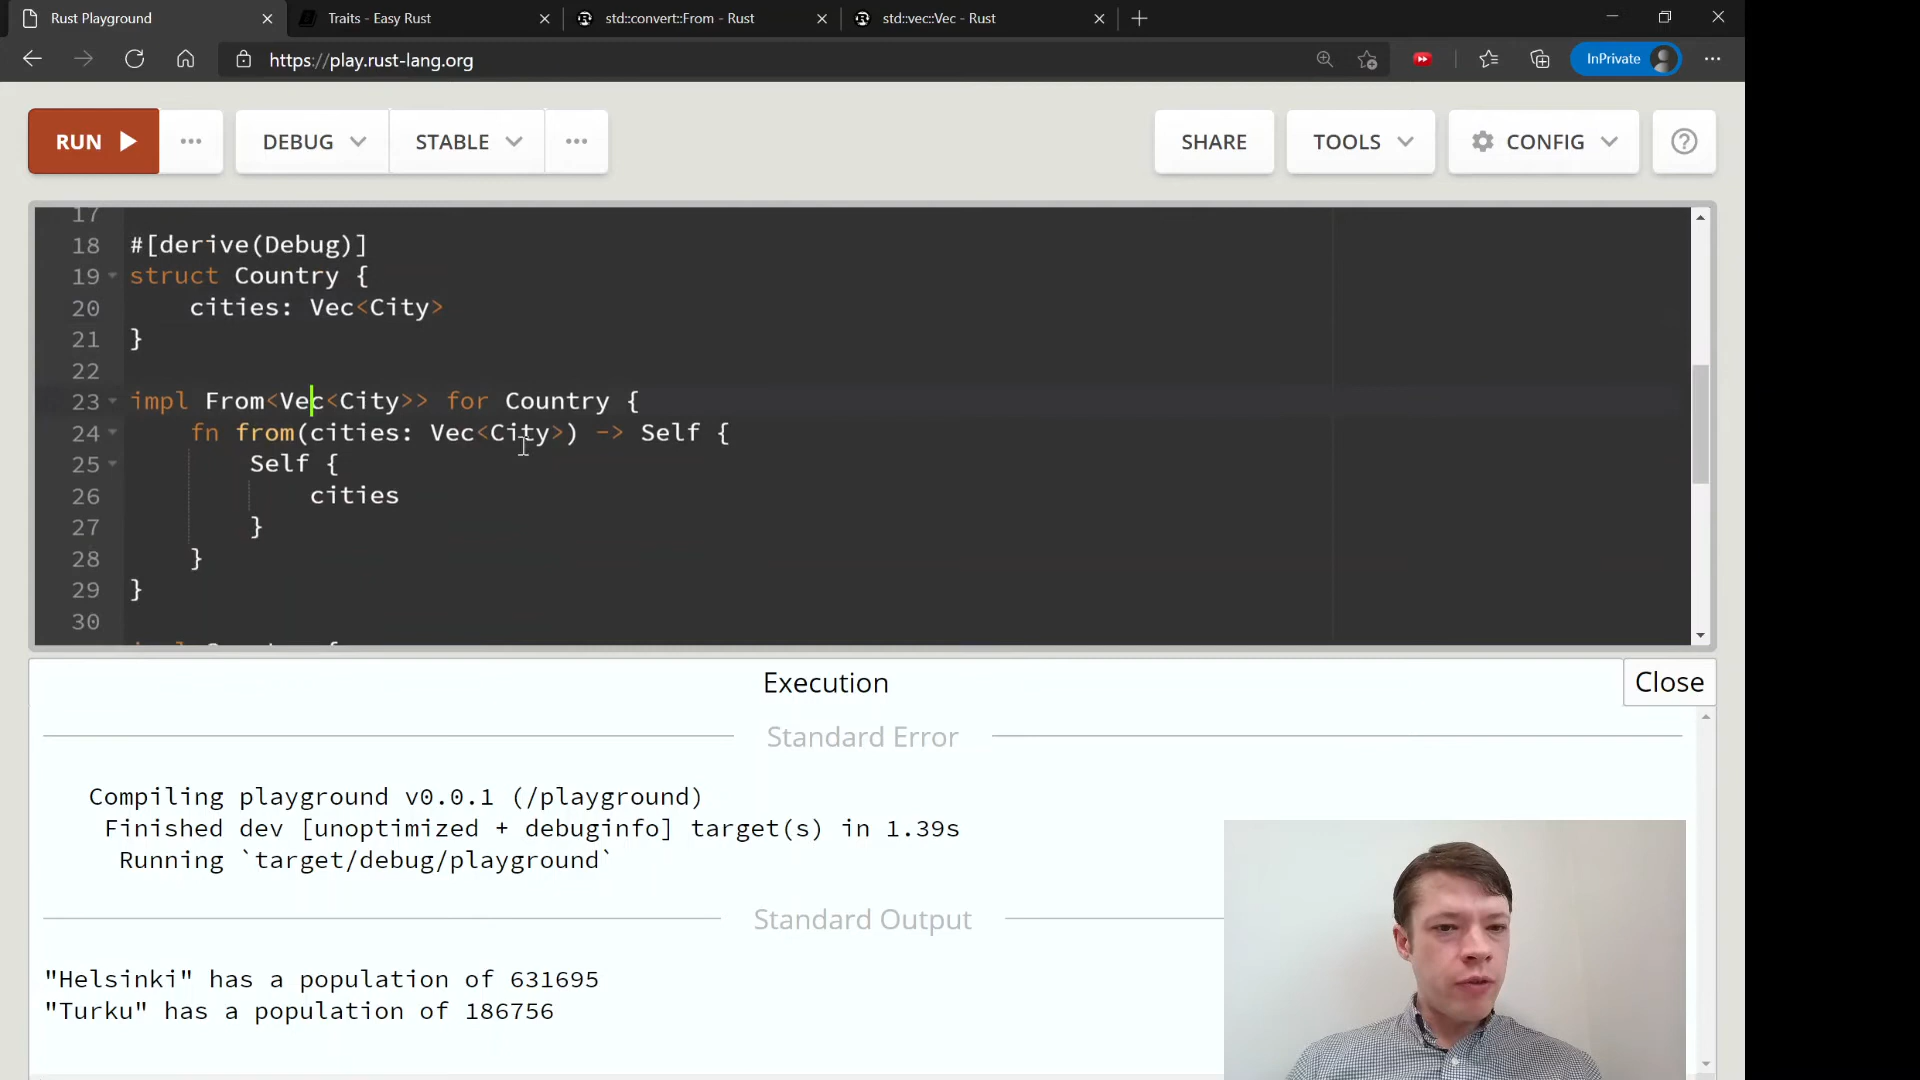 Rust Playground
Traits - Easy Rust
std::convert::From - Rust
std::vec::Vec - Rust
https://play.rust-lang.org
InPrivate
RUN
DEBUG
STABLE
SHARE
TOOLS
CONFIG
17
18 #[derive(Debug)]
19 struct Country {
20 cities: Vec<City>
21 }
22
23 impl From<Vec<City>> for Country {
24 fn from(cities: Vec<City>) -> Self {
25 Self {
26 cities
27 }
28 }
29 }
30
Execution
Close
Standard Error
Compiling playground v0.0.1 (/playground)
Finished dev [unoptimized + debuginfo] target(s) in 1.39s
Running `target/debug/playground`
Standard Output
"Helsinki" has a population of 631695
"Turku" has a population of 186756